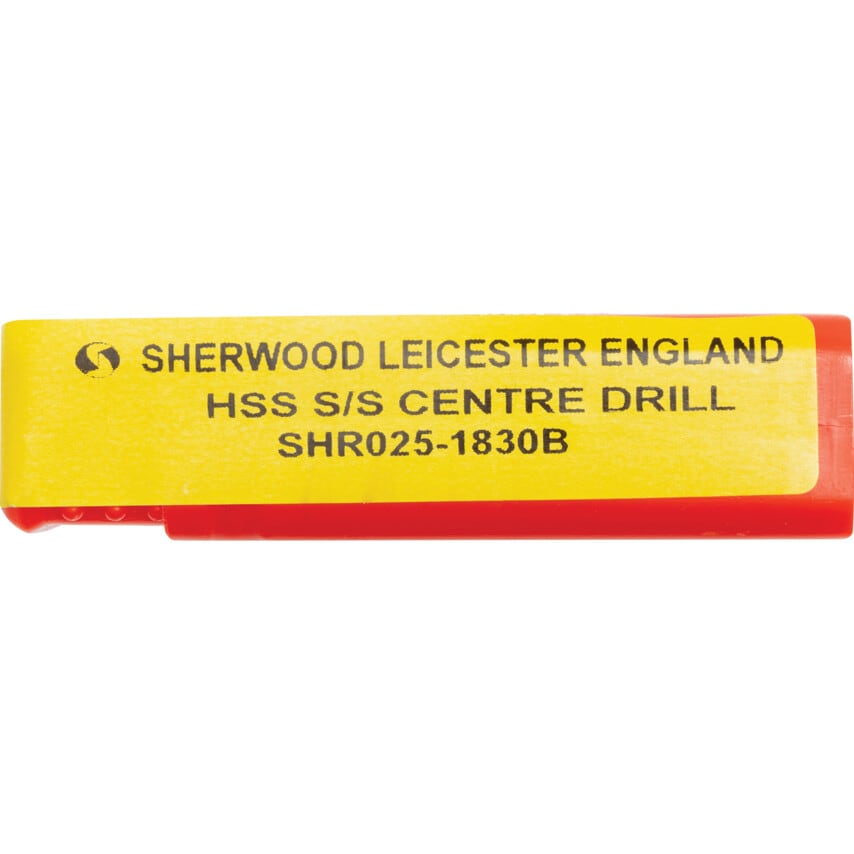 SHERWOOD LEICESTER ENGLAND
HSS S/S CENTRE DRILL
SHR025-1830B